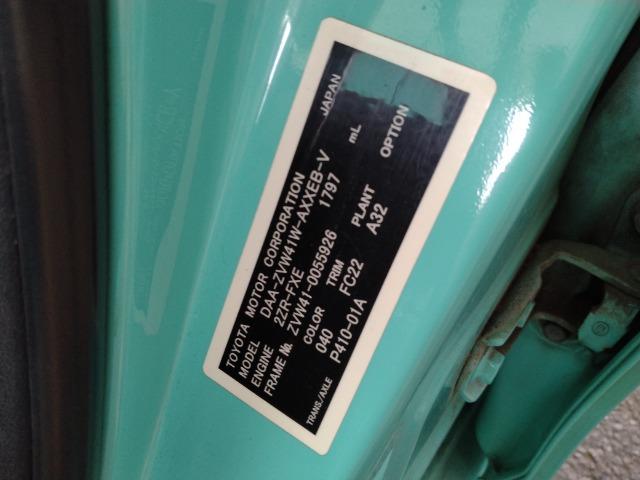 TOYOTA MOTOR CORPORATION JAPAN
MODEL DAA-ZVW41W-AXXEB-V
ENGINE 2ZR-FXE 1797 mL
FRAME No. ZVW41-0055926
COLOR TRIM PLANT OPTION
040 FC22 A32
TRANS./AXLE P410-01A